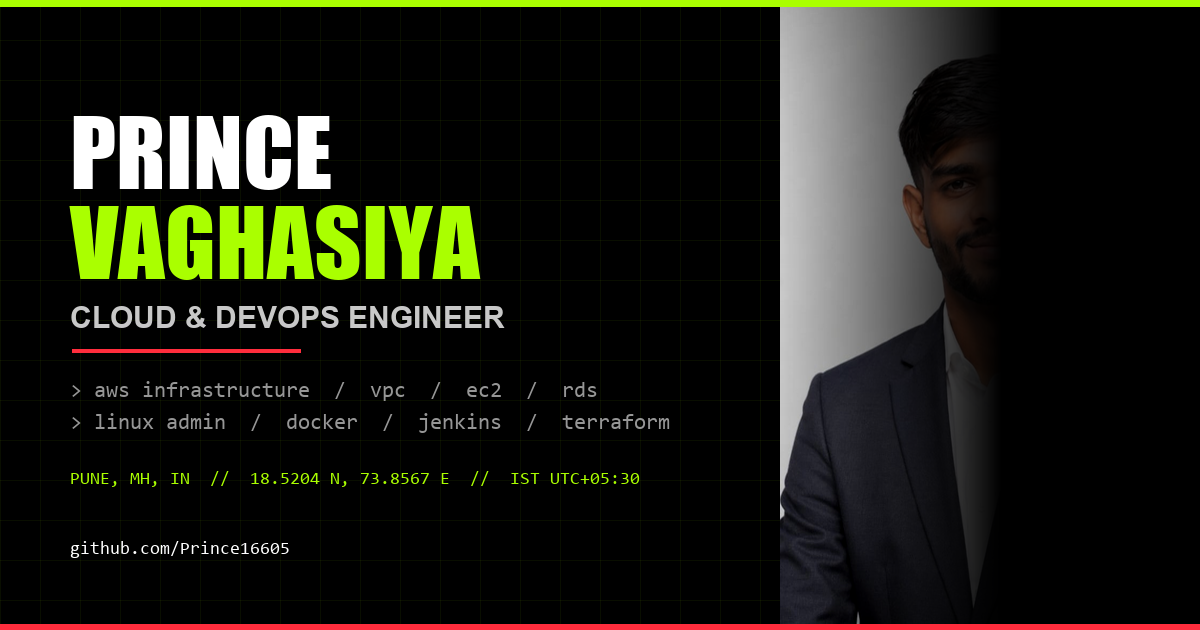 PRINCE
VAGHASIYA
CLOUD & DEVOPS ENGINEER
> aws infrastructure / vpc / ec2 / rds
> linux admin / docker / jenkins / terraform
PUNE, MH, IN // 18.5204 N, 73.8567 E // IST UTC+05:30
github.com/Prince16605